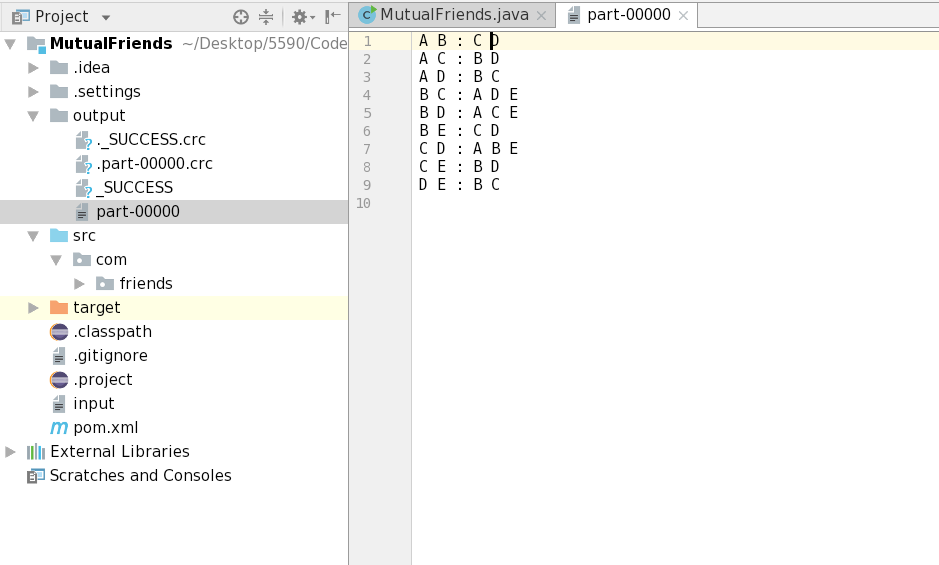 Project
MutualFriends ~/Desktop/5590/Code
.idea
.settings
output
._SUCCESS.crc
.part-00000.crc
_SUCCESS
part-00000
src
com
friends
target
.classpath
.gitignore
.project
input
pom.xml
External Libraries
Scratches and Consoles
MutualFriends.java
part-00000
1 A B : C D
2 A C : B D
3 A D : B C
4 B C : A D E
5 B D : A C E
6 B E : C D
7 C D : A B E
8 C E : B D
9 D E : B C
10